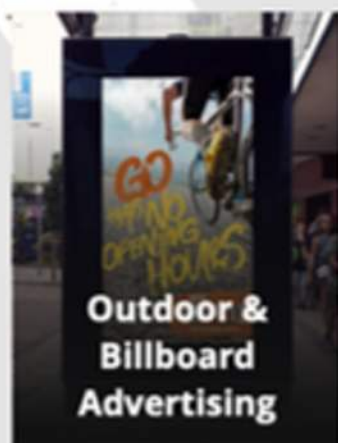 GO
NO
OPENING
HOURS
Outdoor &
Billboard
Advertising